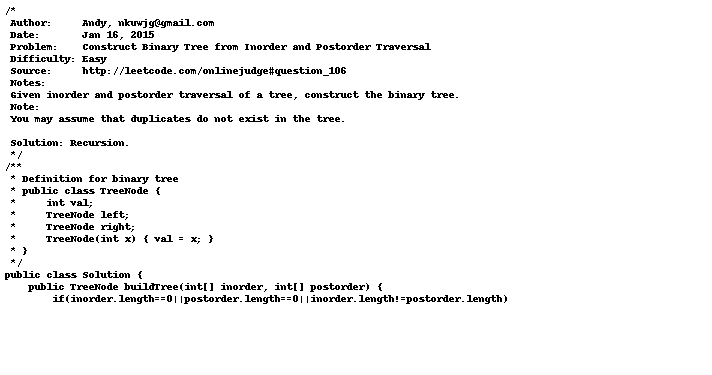 /*
 Author:     Andy, nkuwjg@gmail.com
 Date:       Jan 16, 2015
 Problem:    Construct Binary Tree from Inorder and Postorder Traversal
 Difficulty: Easy
 Source:     http://leetcode.com/onlinejudge#question_106
 Notes:
 Given inorder and postorder traversal of a tree, construct the binary tree.
 Note:
 You may assume that duplicates do not exist in the tree.

 Solution: Recursion.
 */
/**
 * Definition for binary tree
 * public class TreeNode {
 *     int val;
 *     TreeNode left;
 *     TreeNode right;
 *     TreeNode(int x) { val = x; }
 * }
 */
public class Solution {
    public TreeNode buildTree(int[] inorder, int[] postorder) {
        if(inorder.length==0||postorder.length==0||inorder.length!=postorder.length)